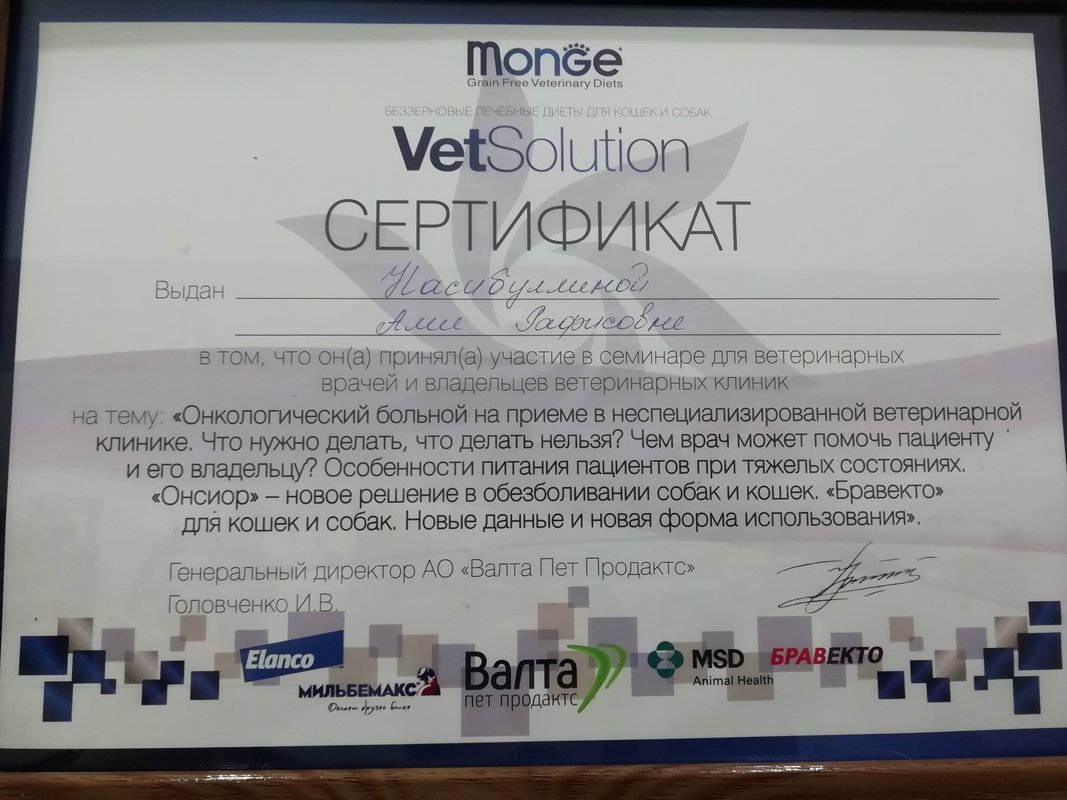 Monge
Grain Free Veterinary Diets
БЕЗЗЕРНОВЫЕ ЛЕЧЕБНЫЕ ДИЕТЫ ДЛЯ КОШЕК И СОБАК
VetSolution
СЕРТИФИКАТ
Выдан Насибуллиной
Алие Рафисовне
в том, что он(а) принял(а) участие в семинаре для ветеринарных
врачей и владельцев ветеринарных клиник
на тему: «Онкологический больной на приеме в неспециализированной ветеринарной
клинике. Что нужно делать, что делать нельзя? Чем врач может помочь пациенту
и его владельцу? Особенности питания пациентов при тяжелых состояниях.
«Онсиор» – новое решение в обезболивании собак и кошек. «Бравекто»
для кошек и собак. Новые данные и новая форма использования».
Генеральный директор АО «Валта Пет Продактс»
Головченко И.В.
Elanco
МИЛЬБЕМАКС
Делает друзей ближе
Валта
пет продактс
MSD
Animal Health
БРАВЕКТО